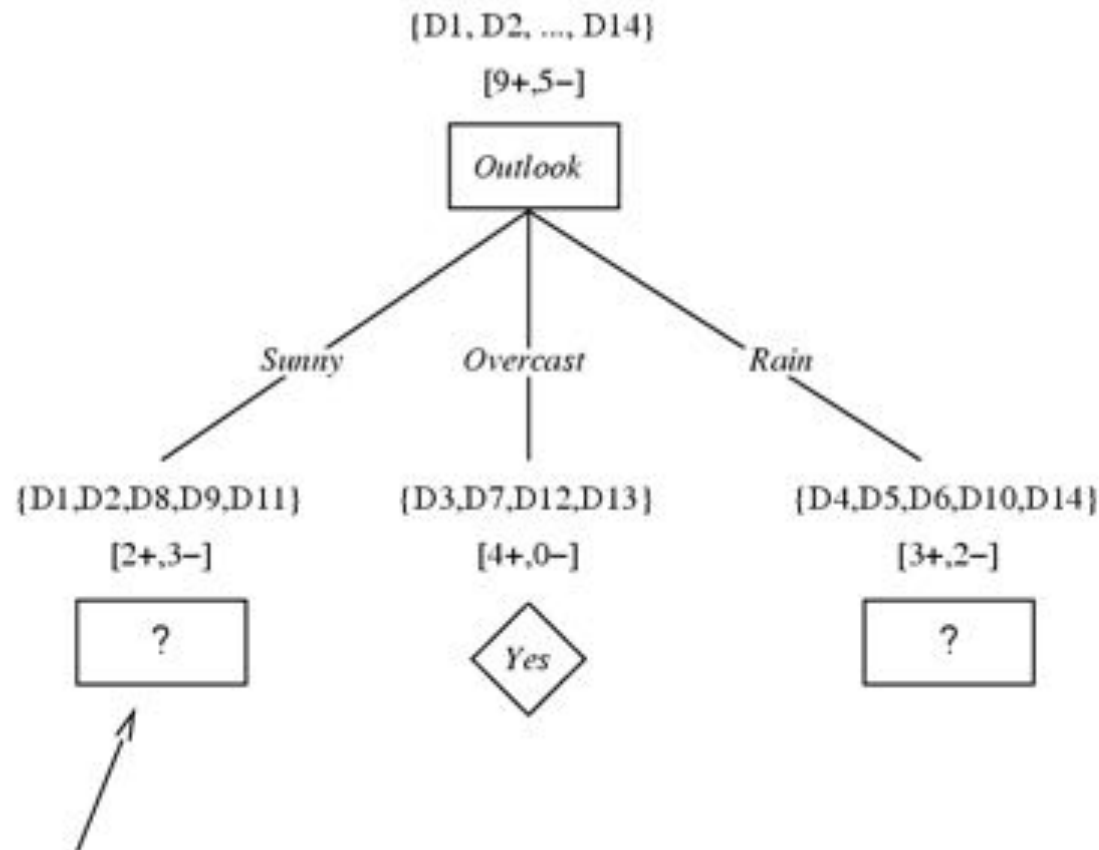 {D1, D2, ..., D14}
[9+,5−]
Outlook
Sunny Overcast Rain
{D1,D2,D8,D9,D11} {D3,D7,D12,D13} {D4,D5,D6,D10,D14}
[2+,3−] [4+,0−] [3+,2−]
? Yes ?